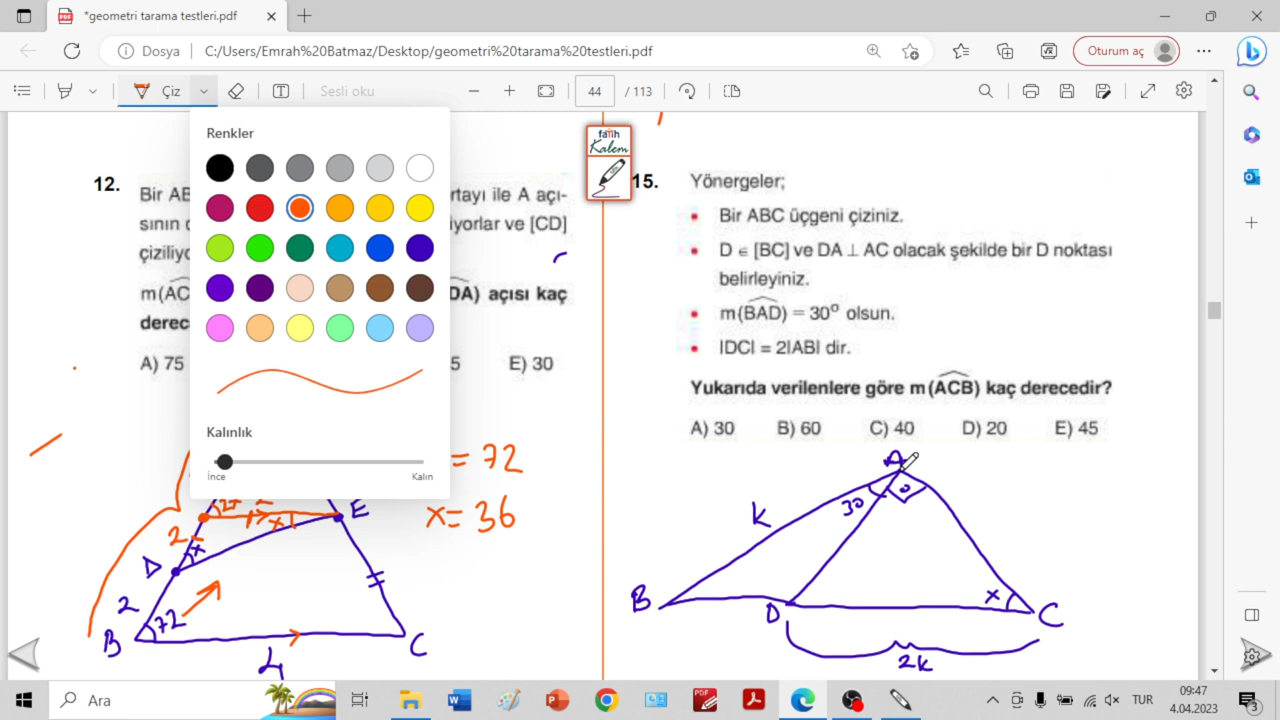 *geometri tarama testleri.pdf
Dosya
C:/Users/Emrah%20Batmaz/Desktop/geometri%20tarama%20testleri.pdf
Oturum aç
Çiz
Sesli oku
44 / 113
Renkler
Kalınlık
İnce
Kalın
12.
Bir AB
rtayı ile A açı-
sının
ıyorlar ve [CD]
çiziliyo
m(AC
DA) açısı kaç
derec
A) 75
5
E) 30
= 72
x = 36
E
2
x
D
2
B
72
4
C
fatih
Kalem
15.
Yönergeler;
• Bir ABC üçgeni çiziniz.
• D ∈ [BC] ve DA ⊥ AC olacak şekilde bir D noktası
belirleyiniz.
• m(BAD) = 30° olsun.
• |DC| = 2|AB| dir.
Yukarıda verilenlere göre m(ACB) kaç derecedir?
A) 30 B) 60 C) 40 D) 20 E) 45
A
30
K
B
D
x
C
2K
Ara
TUR
09:47
4.04.2023
3